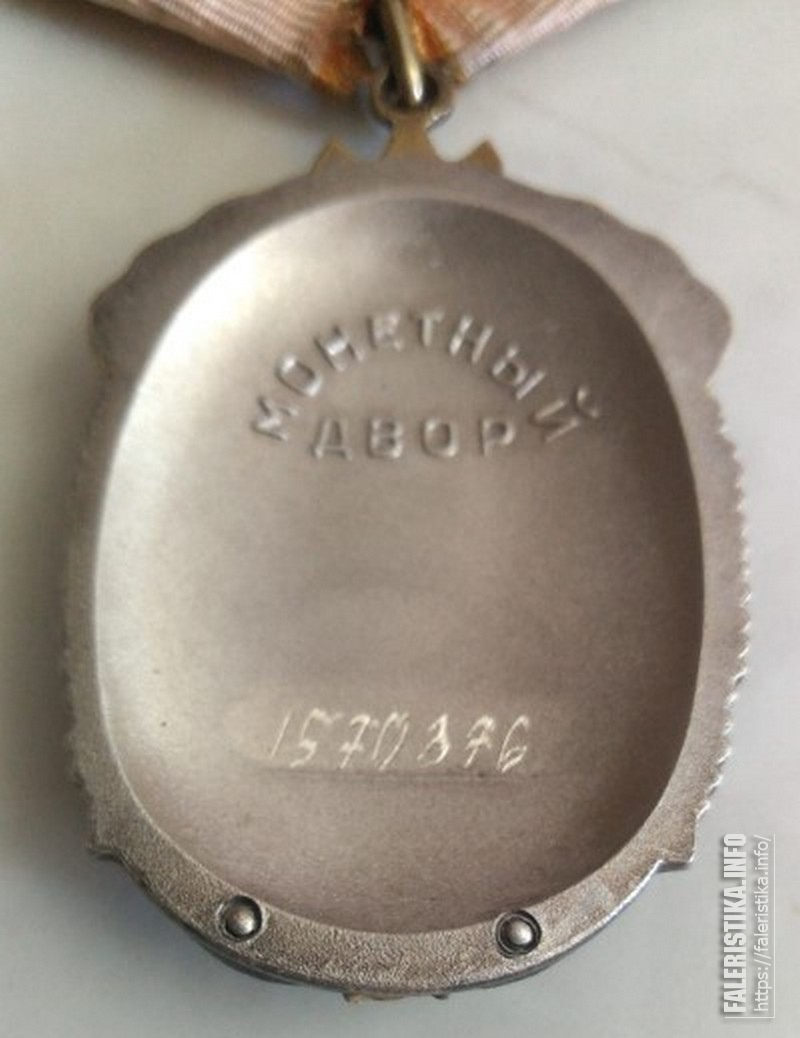 МОНЕТНЫЙ
ДВОР
1570376
FALERISTIKA.INFO
https://faleristika.info/